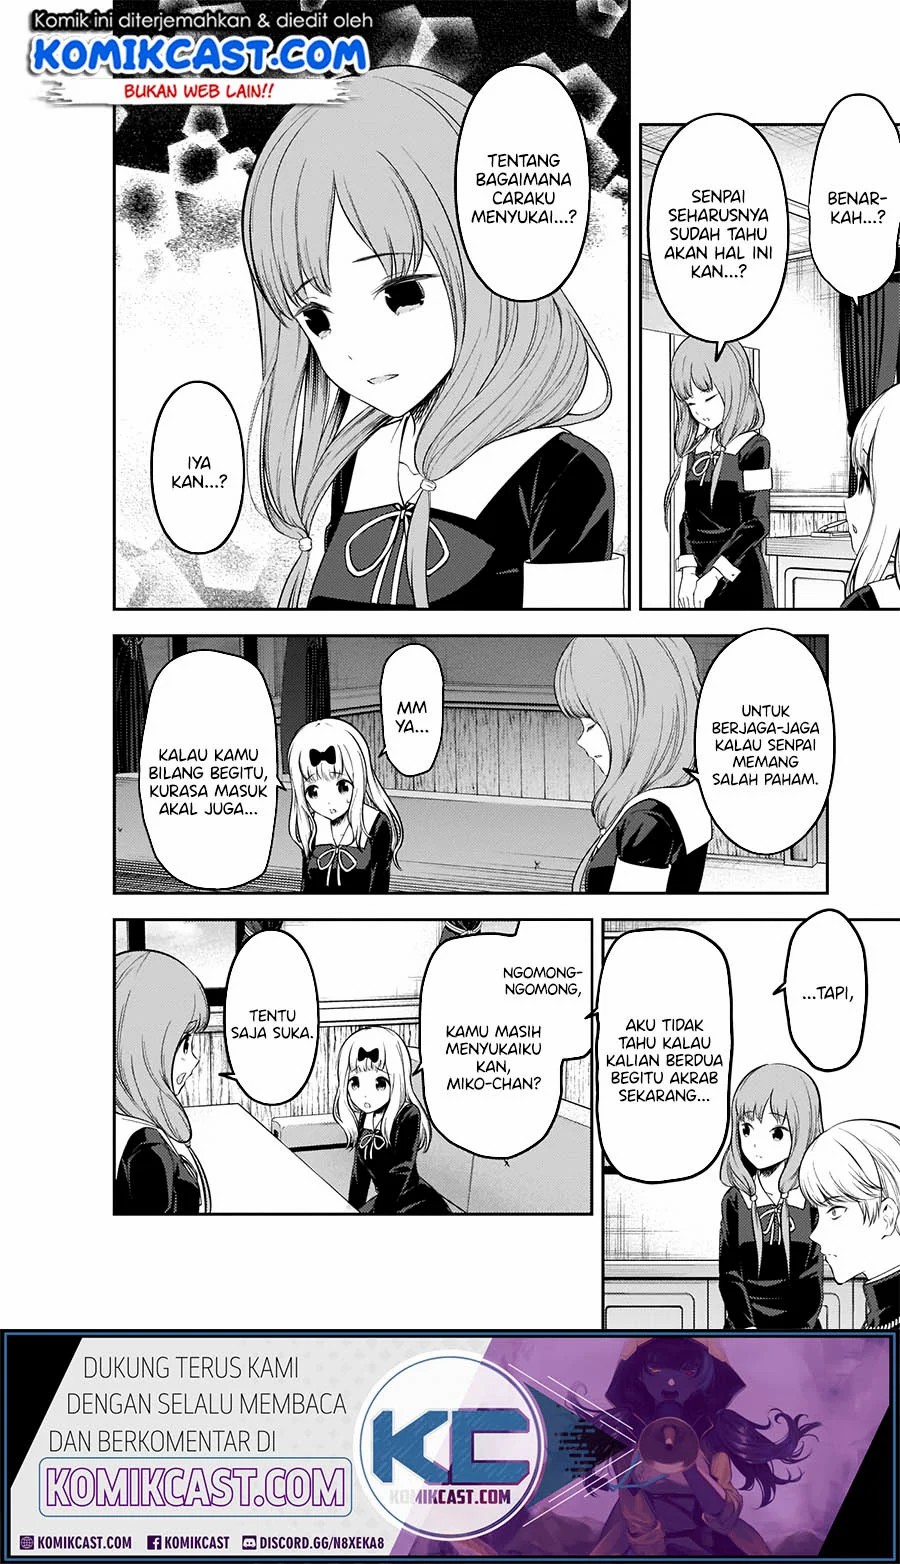 Komik ini diterjemahkan & diedit oleh
KOMIKCAST.COM
BUKAN WEB LAIN!!
BENAR-
KAH...?
SENPAI
SEHARUSNYA
SUDAH TAHU
AKAN HAL INI
KAN...?
TENTANG
BAGAIMANA
CARAKU
MENYUKAI...?
IYA
KAN...?
UNTUK
BERJAGA-JAGA
KALAU SENPAI
MEMANG
SALAH PAHAM.
MM
YA...
KALAU KAMU
BILANG BEGITU,
KURASA MASUK
AKAL JUGA...
...TAPI,
AKU TIDAK
TAHU KALAU
KALIAN BERDUA
BEGITU AKRAB
SEKARANG...
NGOMONG-
NGOMONG,
KAMU MASIH
MENYUKAIKU
KAN,
MIKO-CHAN?
TENTU
SAJA SUKA.
DUKUNG TERUS KAMI
DENGAN SELALU MEMBACA
DAN BERKOMENTAR DI
KOMIKCAST.COM
KC
KOMIKCAST.COM
KOMIKCAST.COM
KOMIKCAST.COM
DISCORD.GG/N8XEKA8